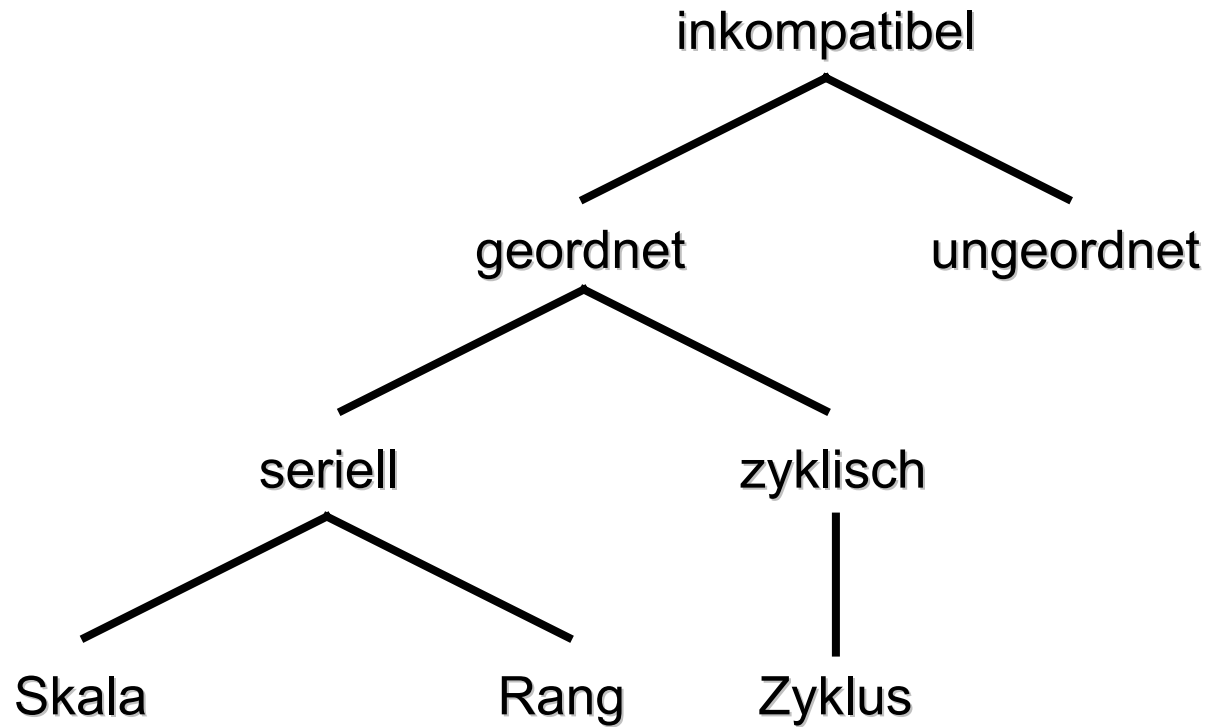 inkompatibel
geordnet ungeordnet
seriell zyklisch
Skala Rang Zyklus